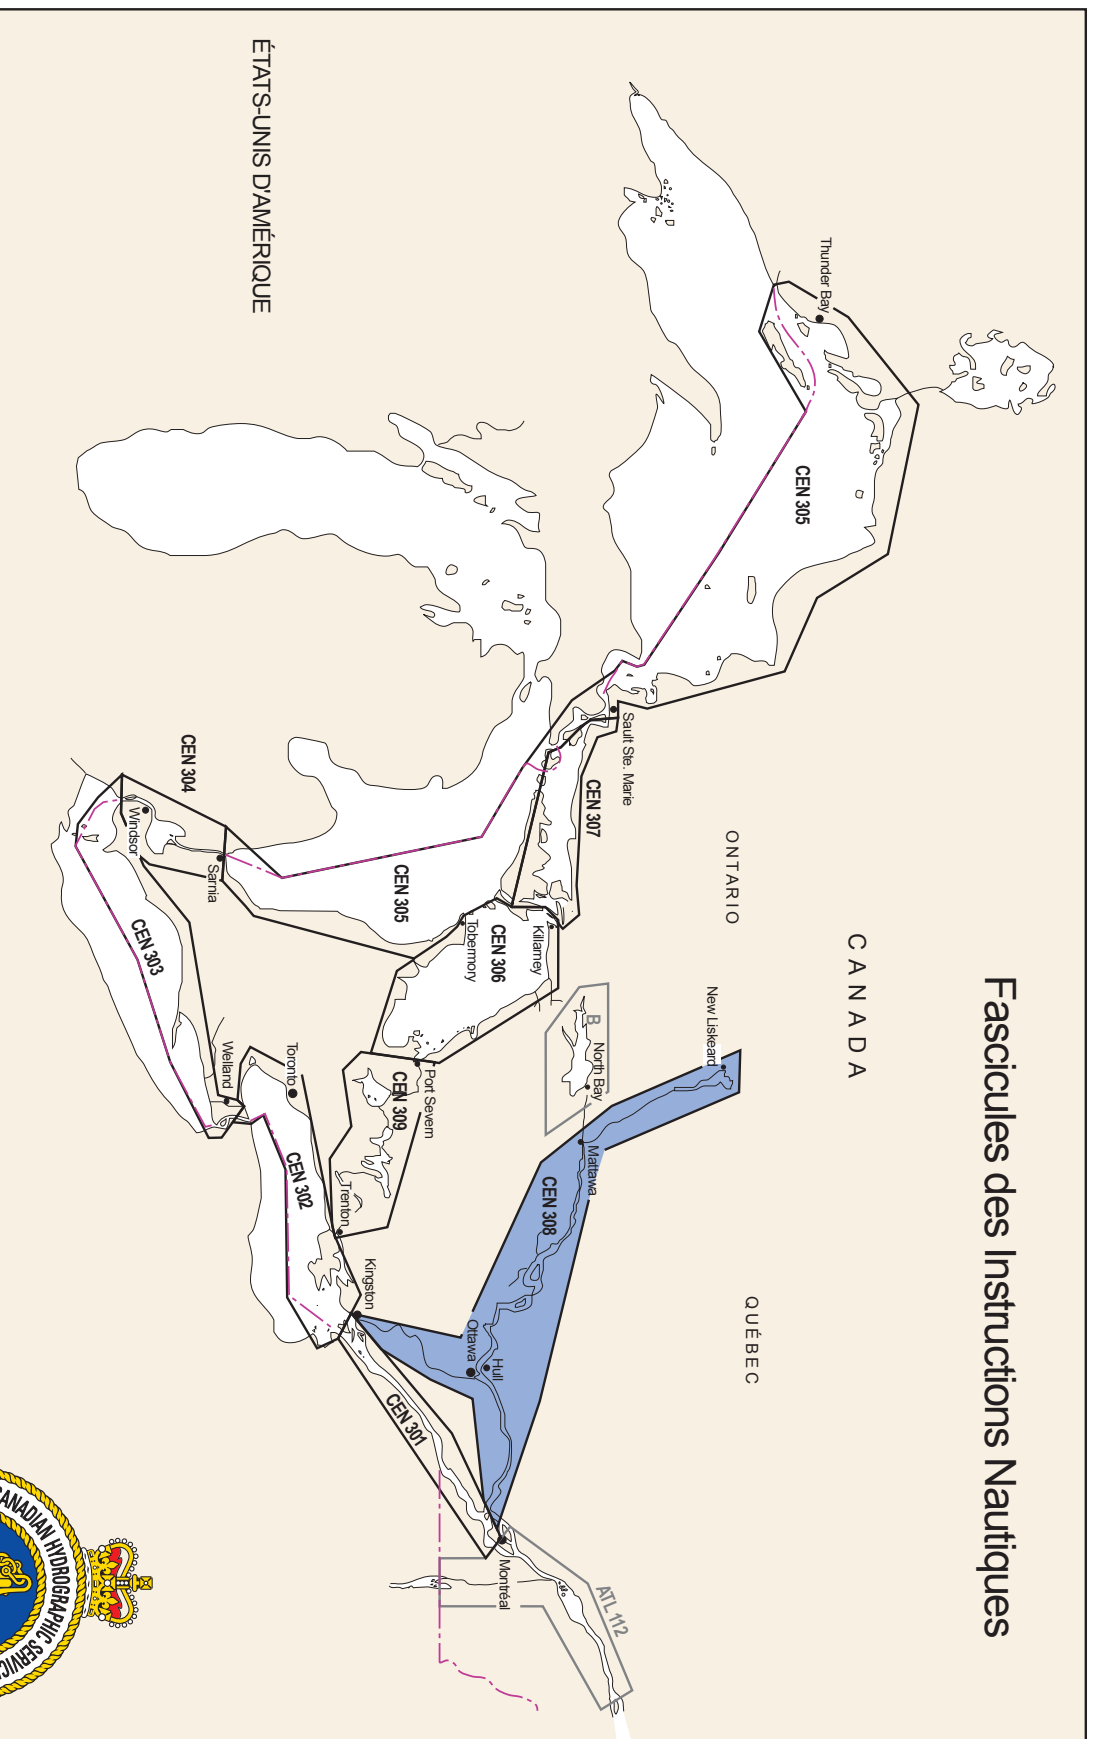 Fascicules des Instructions Nautiques
CANADA
ONTARIO
QUÉBEC
ÉTATS-UNIS D'AMÉRIQUE
Thunder Bay
CEN 305
Sault Ste. Marie
CEN 307
CEN 305
CEN 304
Windsor
Sarnia
CEN 303
Welland
Killarney
CEN 306
Tobermory
New Liskeard
B
North Bay
Mattawa
Port Severn
CEN 309
Toronto
Trenton
CEN 302
CEN 308
Kingston
Ottawa
Hull
CEN 301
Montréal
ATL 112
CANADIAN HYDROGRAPHIC SERVIC